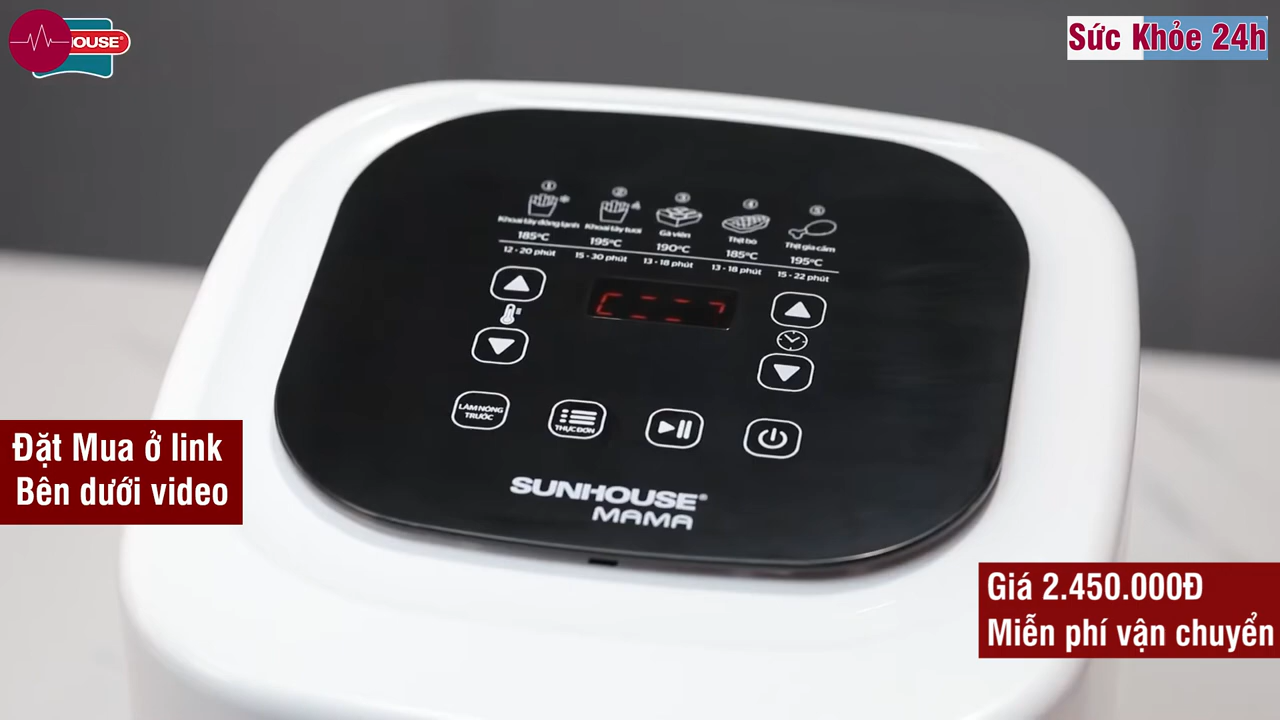 HOUSE®
Sức Khỏe 24h
① ② ③ ④ ⑤
Khoai tây đông lạnh Khoai tây tươi Gà viên Thịt bò Thịt gia cầm
185°C 195°C 190°C 185°C 195°C
12 - 20 phút 15 - 30 phút 13 - 18 phút 13 - 18 phút 15 - 22 phút
LÀM NÓNG
TRƯỚC
THỰC ĐƠN
SUNHOUSE®
MAMA
Đặt Mua ở link
Bên dưới video
Giá 2.450.000Đ
Miễn phí vận chuyển